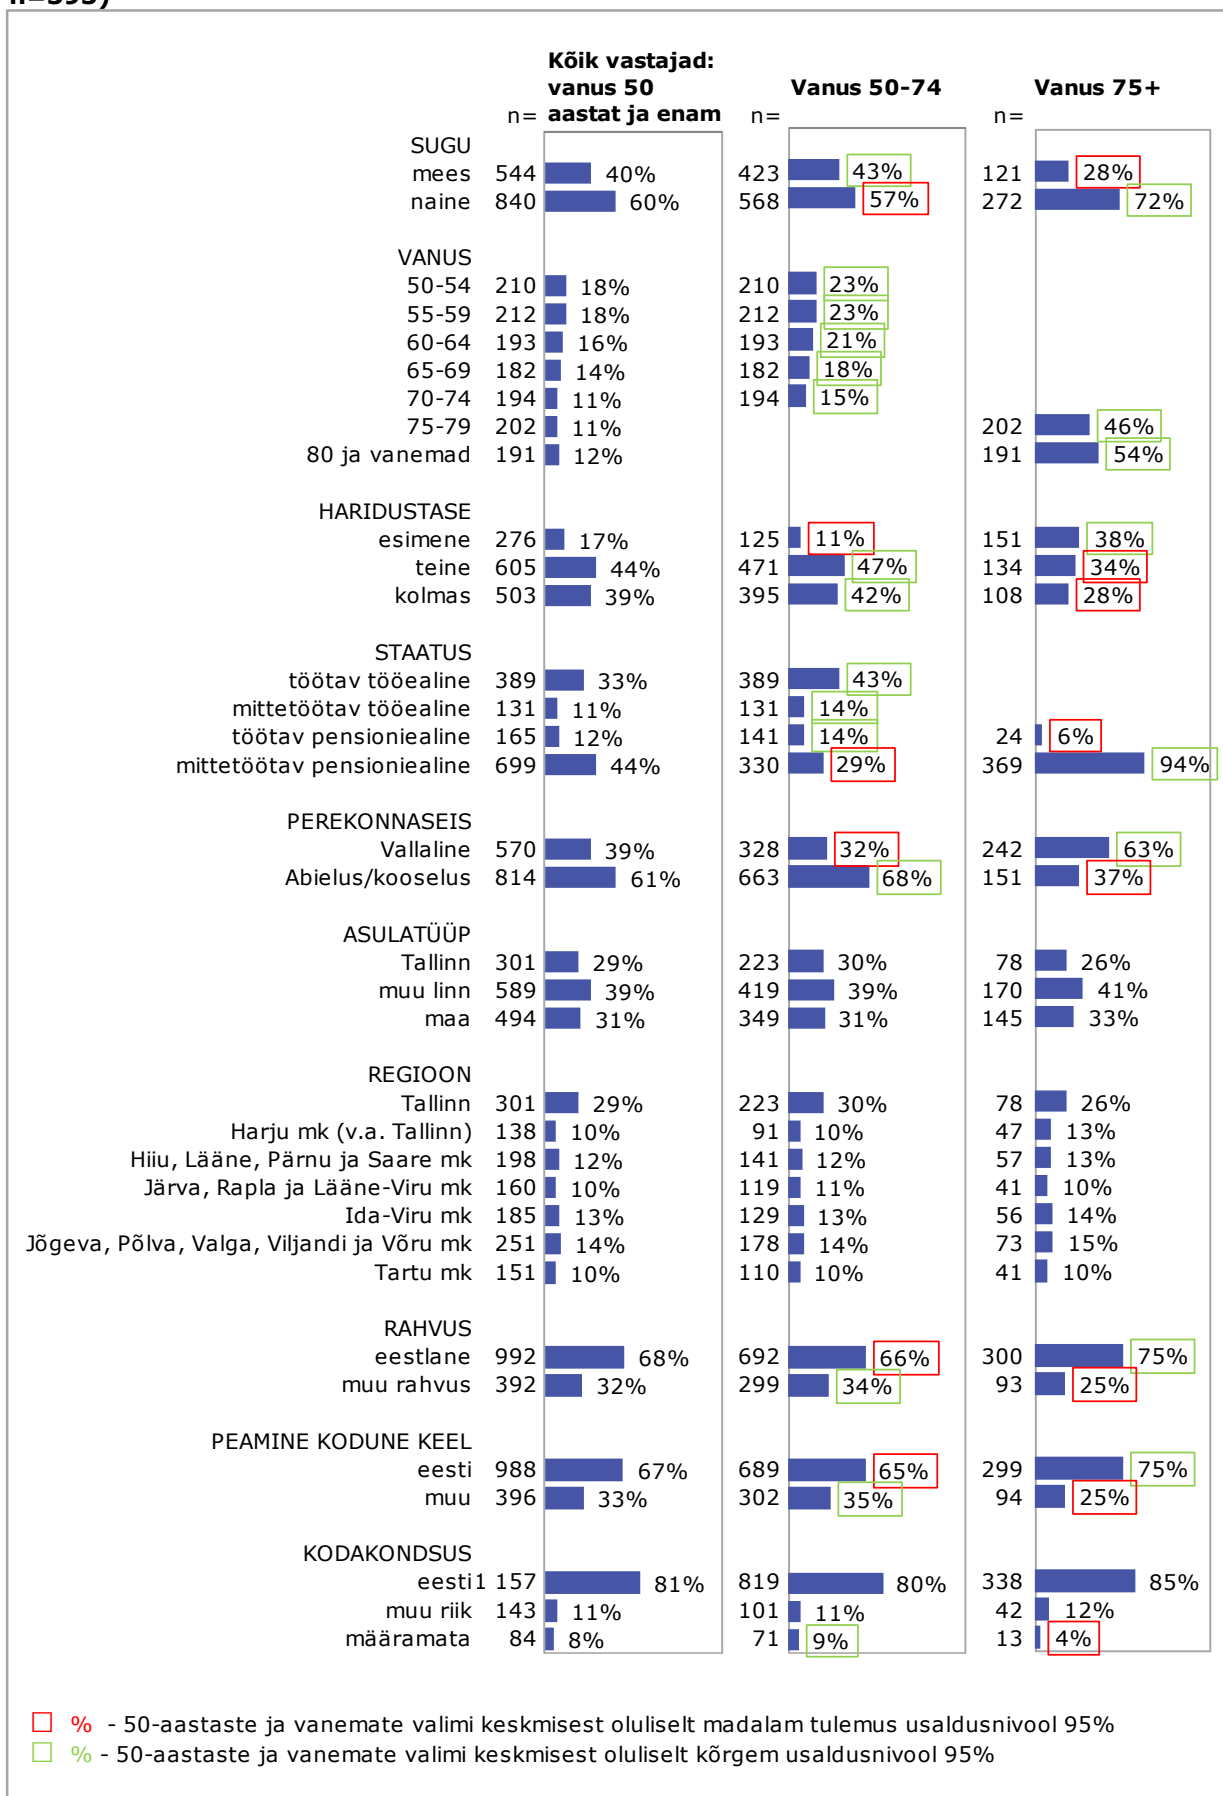 n=393)
Kõik vastajad:
vanus 50 Vanus 50-74 Vanus 75+
n= aastat ja enam n= n=
SUGU
mees 544 40% 423 43% 121 28%
naine 840 60% 568 57% 272 72%
VANUS
50-54 210 18% 210 23%
55-59 212 18% 212 23%
60-64 193 16% 193 21%
65-69 182 14% 182 18%
70-74 194 11% 194 15%
75-79 202 11% 202 46%
80 ja vanemad 191 12% 191 54%
HARIDUSTASE
esimene 276 17% 125 11% 151 38%
teine 605 44% 471 47% 134 34%
kolmas 503 39% 395 42% 108 28%
STAATUS
töötav tööealine 389 33% 389 43%
mittetöötav tööealine 131 11% 131 14%
töötav pensioniealine 165 12% 141 14% 24 6%
mittetöötav pensioniealine 699 44% 330 29% 369 94%
PEREKONNASEIS
Vallaline 570 39% 328 32% 242 63%
Abielus/kooselus 814 61% 663 68% 151 37%
ASULATÜÜP
Tallinn 301 29% 223 30% 78 26%
muu linn 589 39% 419 39% 170 41%
maa 494 31% 349 31% 145 33%
REGIOON
Tallinn 301 29% 223 30% 78 26%
Harju mk (v.a. Tallinn) 138 10% 91 10% 47 13%
Hiiu, Lääne, Pärnu ja Saare mk 198 12% 141 12% 57 13%
Järva, Rapla ja Lääne-Viru mk 160 10% 119 11% 41 10%
Ida-Viru mk 185 13% 129 13% 56 14%
Jõgeva, Põlva, Valga, Viljandi ja Võru mk 251 14% 178 14% 73 15%
Tartu mk 151 10% 110 10% 41 10%
RAHVUS
eestlane 992 68% 692 66% 300 75%
muu rahvus 392 32% 299 34% 93 25%
PEAMINE KODUNE KEEL
eesti 988 67% 689 65% 299 75%
muu 396 33% 302 35% 94 25%
KODAKONDSUS
eesti 1 157 81% 819 80% 338 85%
muu riik 143 11% 101 11% 42 12%
määramata 84 8% 71 9% 13 4%
% - 50-aastaste ja vanemate valimi keskmisest oluliselt madalam tulemus usaldusnivool 95%
% - 50-aastaste ja vanemate valimi keskmisest oluliselt kõrgem usaldusnivool 95%